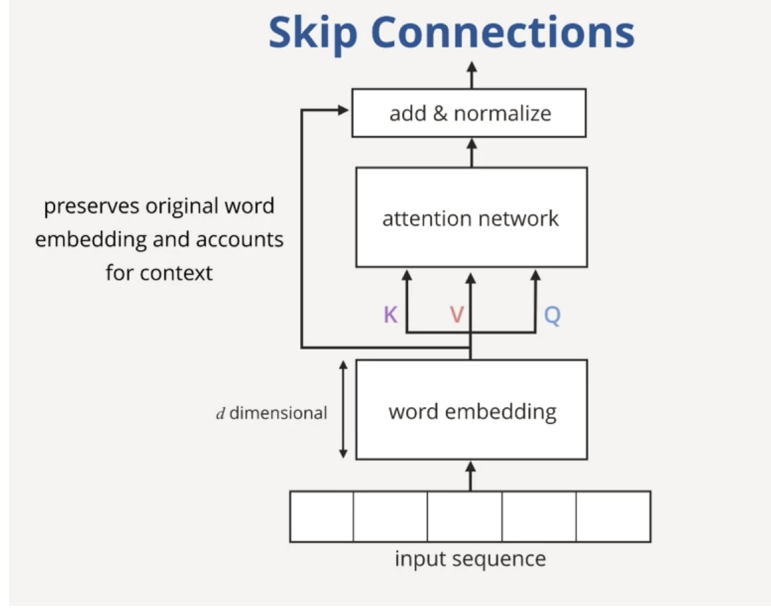 Skip Connections
add & normalize
preserves original word
embedding and accounts
for context
attention network
K V Q
d dimensional
word embedding
input sequence